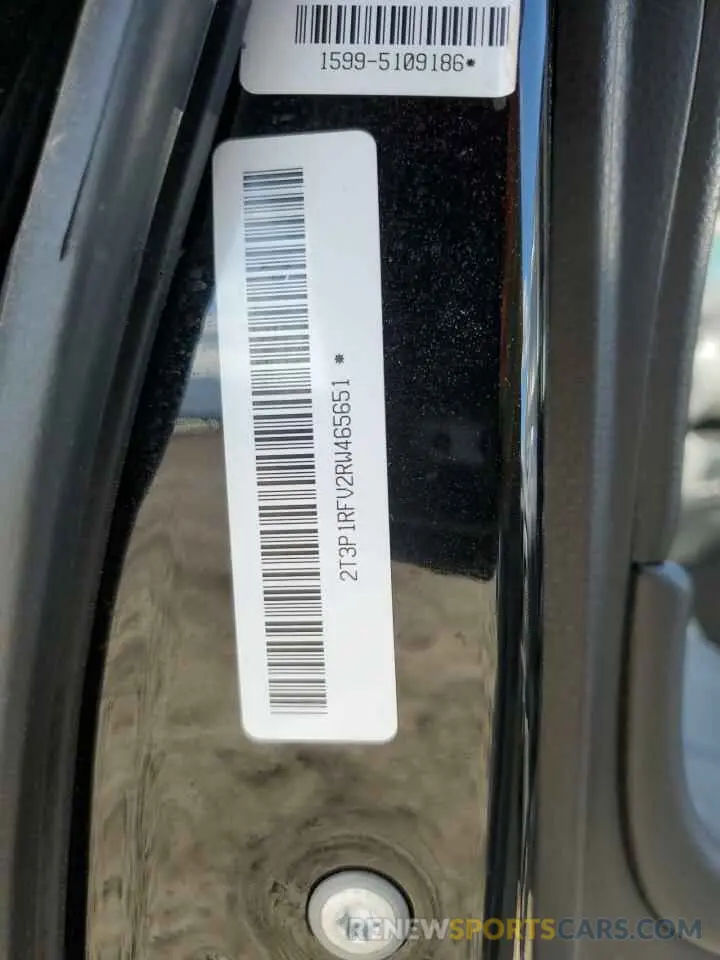 1599-5109186*
2T3P1RFV2RW465651 *
RENEWSPORTSCARS.COM